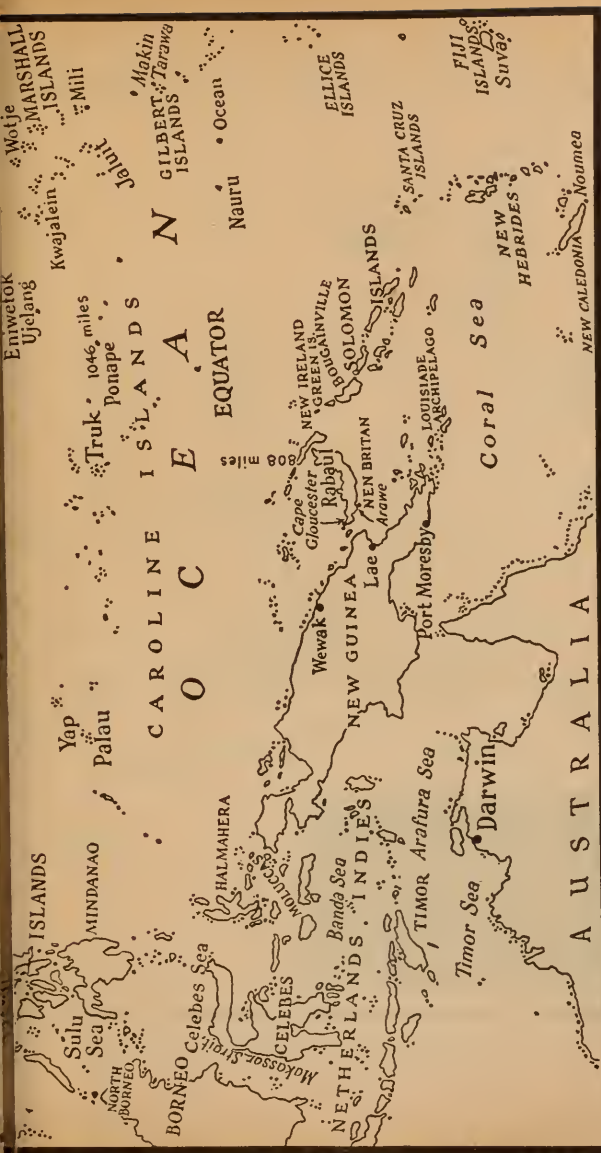 Eniwetok
Ujelang
Wotje
MARSHALL
ISLANDS
Mili
Kwajalein
Jaluit
Makin
Tarawa
GILBERT
ISLANDS
Ocean
Nauru
ELLICE
ISLANDS
FIJI
ISLANDS
Suva
SANTA CRUZ
ISLANDS
NEW
HEBRIDES
NEW CALEDONIA
Noumea
Truk
1046 miles
Ponape
CAROLINE ISLANDS
OCEAN
EQUATOR
Yap
Palau
808 miles
NEW IRELAND
GREEN IS.
BOUGAINVILLE
SOLOMON
ISLANDS
Cape
Gloucester
Rabaul
NEN BRITAN
Arawe
LOUISIADE
ARCHIPELAGO
Coral Sea
Wewak
NEW GUINEA
Lae
Port Moresby
ISLANDS
MINDANAO
Sulu
Sea
NORTH
BORNEO
BORNEO
Celebes Sea
Makassar Strait
CELEBES
HALMAHERA
MOLUCCAS
Banda Sea
NETHERLANDS INDIES
TIMOR
Arafura Sea
Timor Sea
Darwin
AUSTRALIA